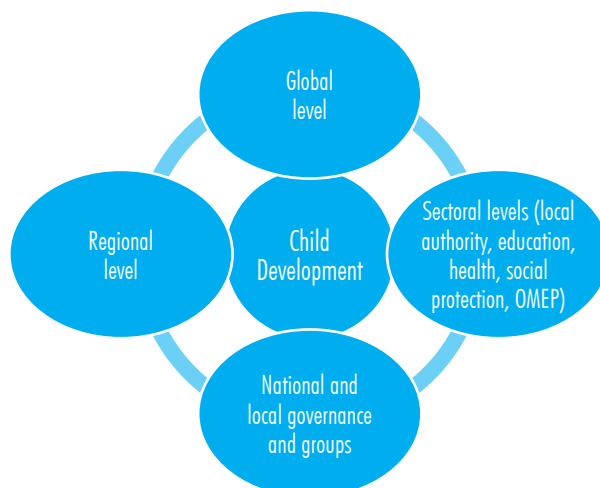 Global
level
Regional
level
Child
Development
Sectoral levels (local
authority, education,
health, social
protection, OMEP)
National and
local governance
and groups